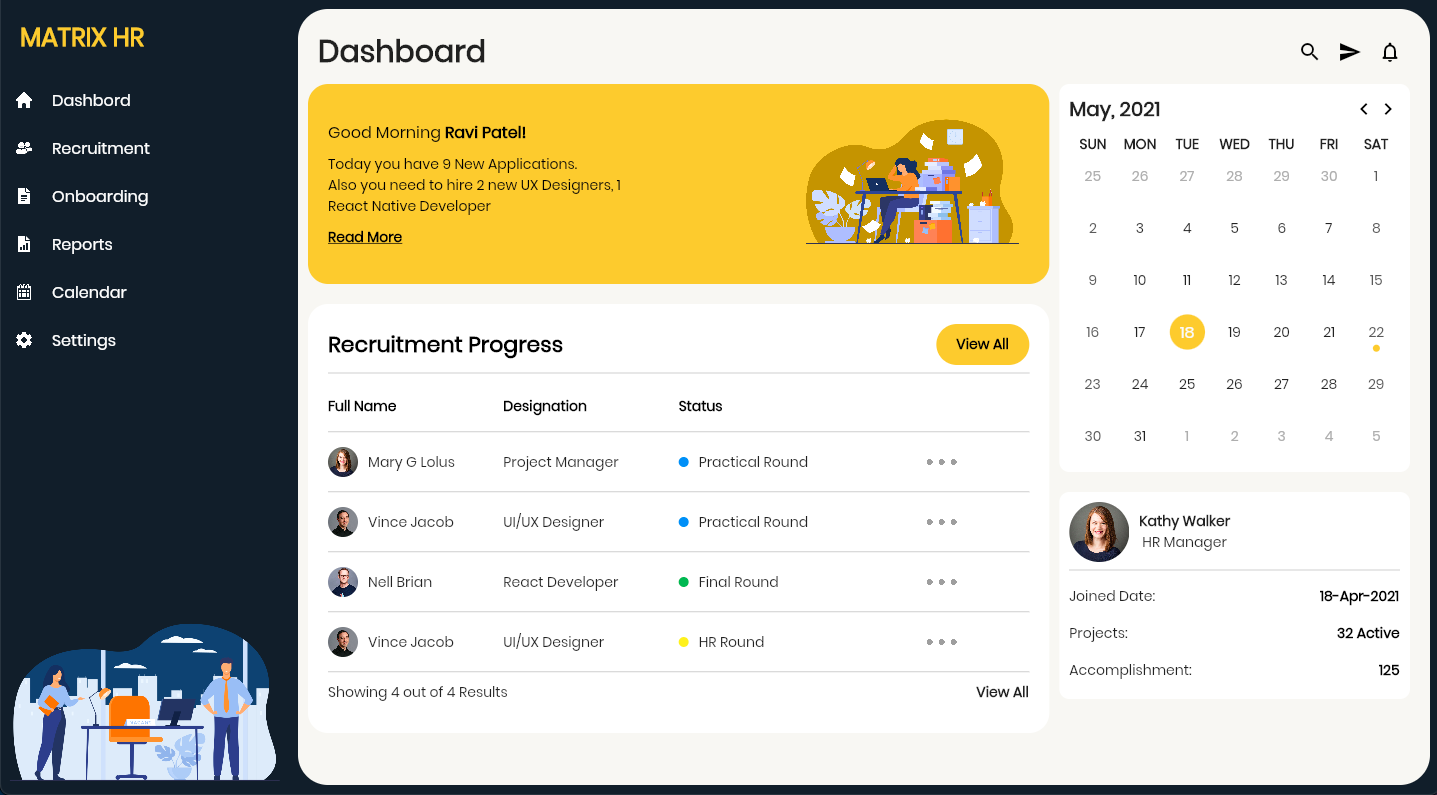 MATRIX HR
Dashbord
Recruitment
Onboarding
Reports
Calendar
Settings
Dashboard
Good Morning Ravi Patel!
Today you have 9 New Applications.
Also you need to hire 2 new UX Designers, 1
React Native Developer
Read More
Recruitment Progress
View All
Full Name Designation Status
Mary G Lolus Project Manager Practical Round
Vince Jacob UI/UX Designer Practical Round
Nell Brian React Developer Final Round
Vince Jacob UI/UX Designer HR Round
Showing 4 out of 4 Results View All
May, 2021
SUN MON TUE WED THU FRI SAT
25 26 27 28 29 30 1
2 3 4 5 6 7 8
9 10 11 12 13 14 15
16 17 18 19 20 21 22
23 24 25 26 27 28 29
30 31 1 2 3 4 5
Kathy Walker
HR Manager
Joined Date: 18-Apr-2021
Projects: 32 Active
Accomplishment: 125